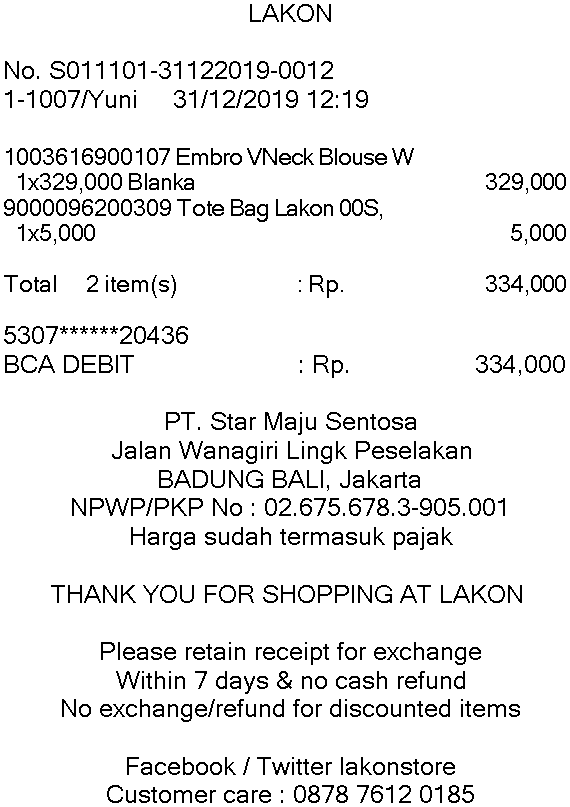 LAKON
No. S011101-31122019-0012
1-1007/Yuni 31/12/2019 12:19
1003616900107 Embro VNeck Blouse W
1x329,000 Blanka 329,000
9000096200309 Tote Bag Lakon 00S,
1x5,000 5,000
Total 2 item(s) : Rp. 334,000
5307******20436
BCA DEBIT : Rp. 334,000
PT. Star Maju Sentosa
Jalan Wanagiri Lingk Peselakan
BADUNG BALI, Jakarta
NPWP/PKP No : 02.675.678.3-905.001
Harga sudah termasuk pajak
THANK YOU FOR SHOPPING AT LAKON
Please retain receipt for exchange
Within 7 days & no cash refund
No exchange/refund for discounted items
Facebook / Twitter lakonstore
Customer care : 0878 7612 0185